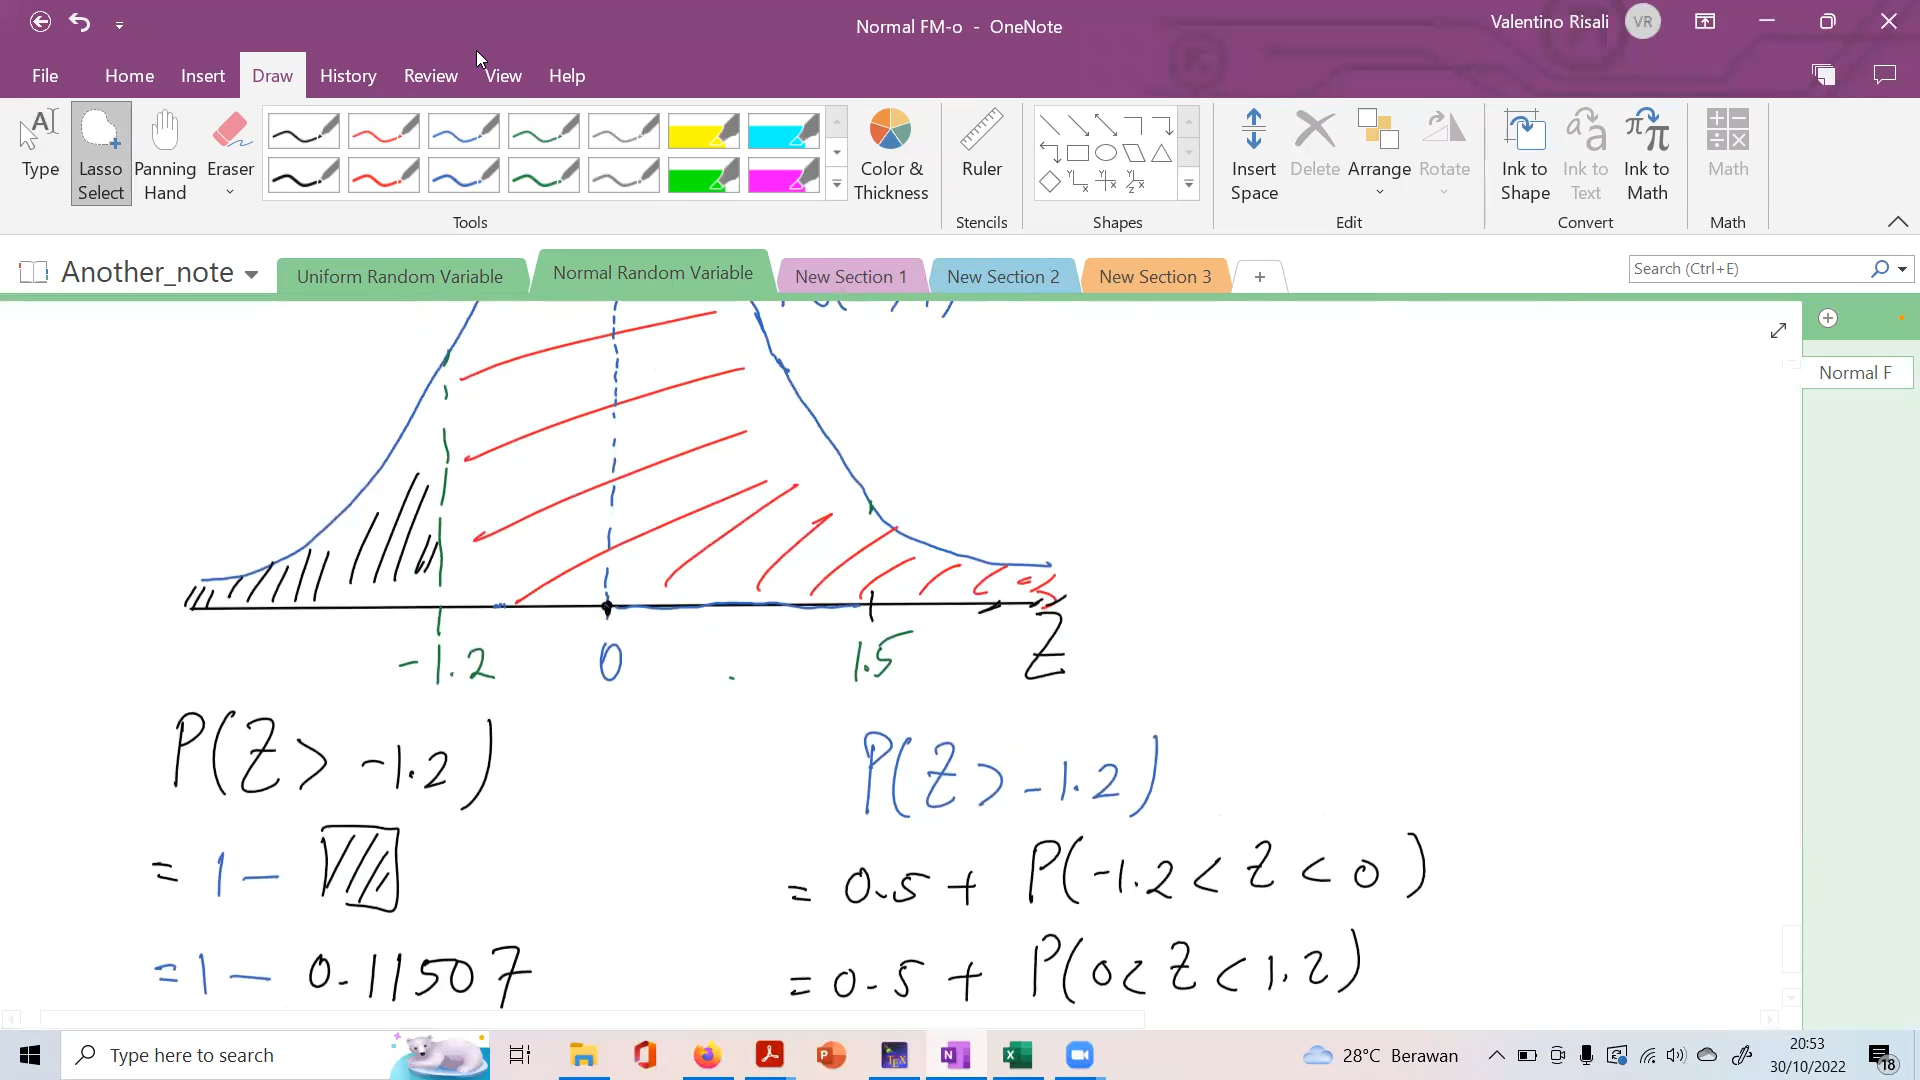 Normal FM-o - OneNote
Valentino Risali
VR
File
Home
Insert
Draw
History
Review
View
Help
Type
Lasso Select
Panning Hand
Eraser
Color & Thickness
Ruler
Insert Space
Delete
Arrange
Rotate
Ink to Shape
Ink to Text
Ink to Math
Math
Tools
Stencils
Shapes
Edit
Convert
Math
Another_note
Uniform Random Variable
Normal Random Variable
New Section 1
New Section 2
New Section 3
+
Search (Ctrl+E)
Normal F
-1.2
0
1.5
Z
P(Z > -1.2)
= 1 -
= 1 - 0.11507
P(Z > -1.2)
= 0.5 + P(-1.2 < Z < 0)
= 0.5 + P(0 < Z < 1.2)
Type here to search
28°C Berawan
20:53
30/10/2022
18